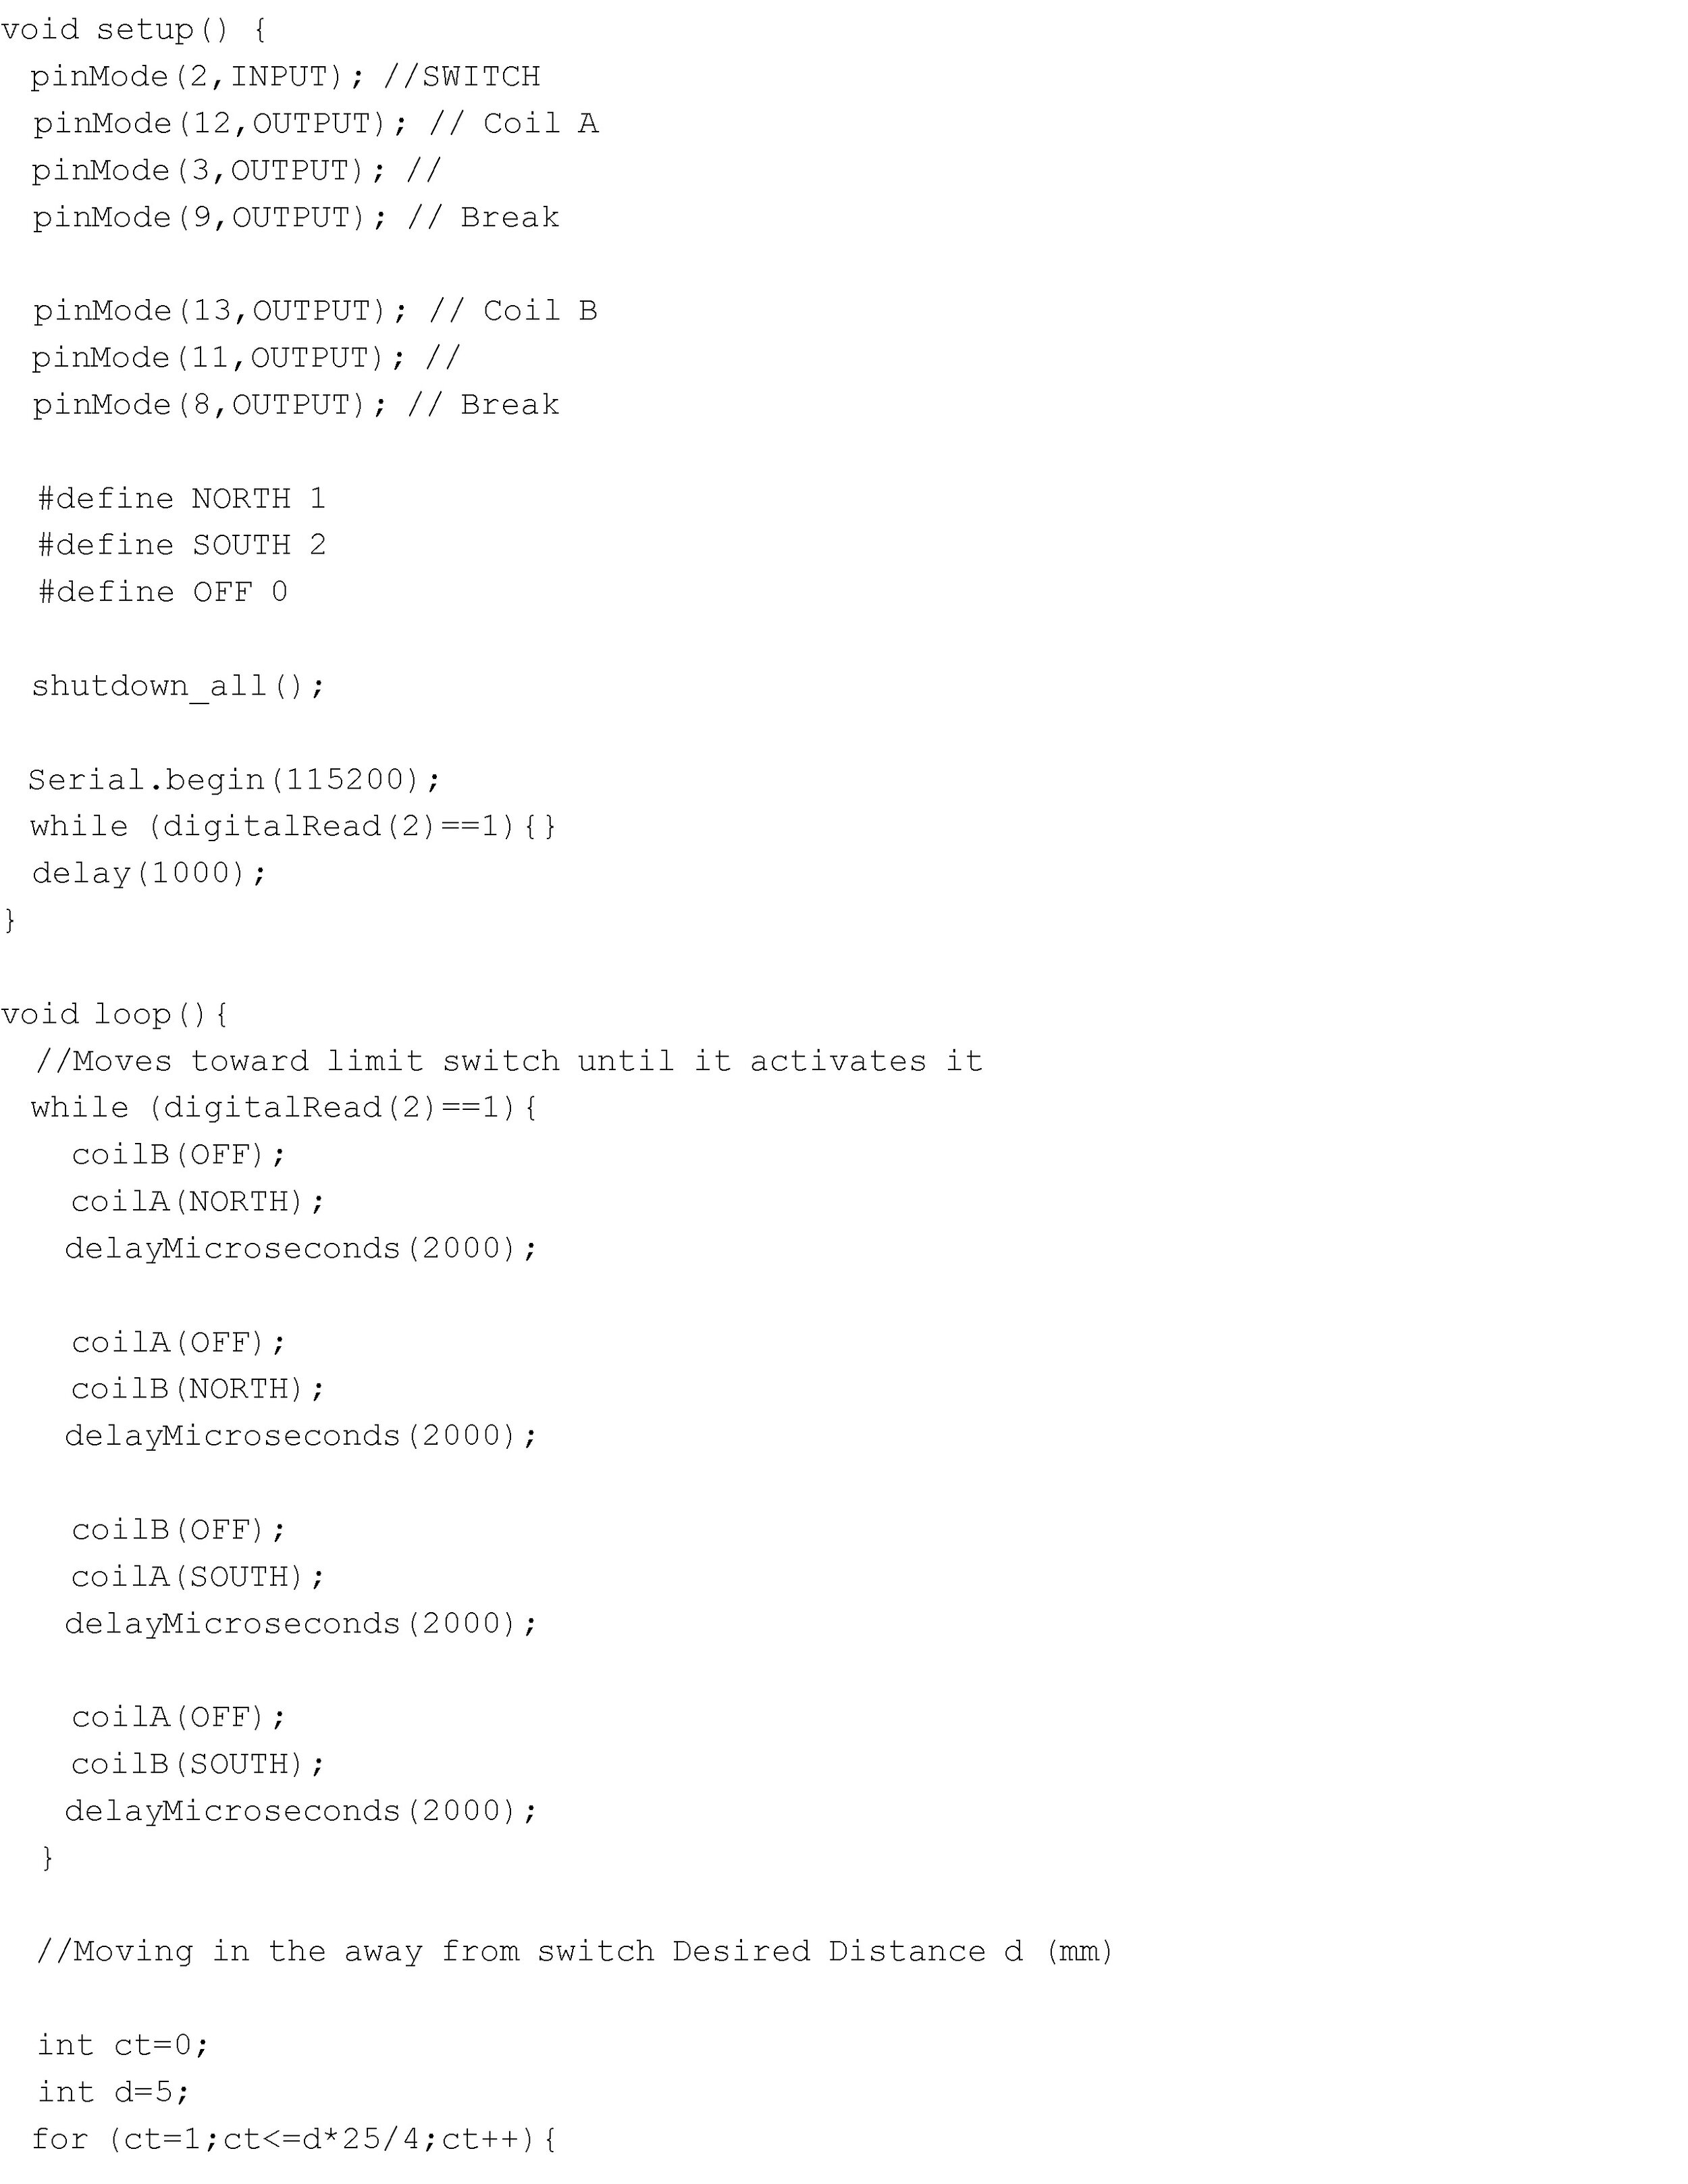 void setup() {
pinMode(2,INPUT); //SWITCH
pinMode(12,OUTPUT); // Coil A
pinMode(3,OUTPUT); //
pinMode(9,OUTPUT); // Break
pinMode(13,OUTPUT); // Coil B
pinMode(11,OUTPUT); //
pinMode(8,OUTPUT); // Break
#define NORTH 1
#define SOUTH 2
#define OFF 0
shutdown_all();
Serial.begin(115200);
while (digitalRead(2)==1){}
delay(1000);
}
void loop(){
//Moves toward limit switch until it activates it
while (digitalRead(2)==1){
coilB(OFF);
coilA(NORTH);
delayMicroseconds(2000);
coilA(OFF);
coilB(NORTH);
delayMicroseconds(2000);
coilB(OFF);
coilA(SOUTH);
delayMicroseconds(2000);
coilA(OFF);
coilB(SOUTH);
delayMicroseconds(2000);
}
//Moving in the away from switch Desired Distance d (mm)
int ct=0;
int d=5;
for (ct=1;ct<=d*25/4;ct++){